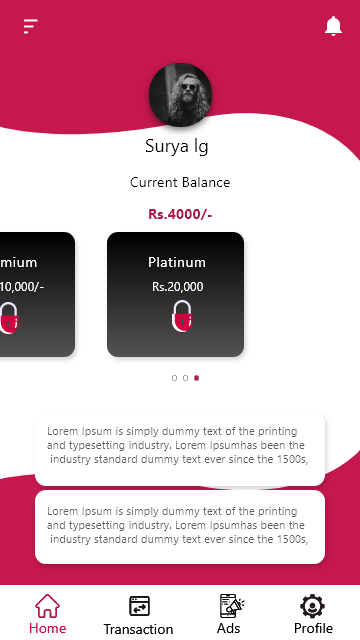 Surya Ig
Current Balance
Rs.4000/-
mium
Platinum
10,000/-
Rs.20,000
Lorem Ipsum is simply dummy text of the printing
and typesetting industry. Lorem Ipsumhas been the
industry standard dummy text ever since the 1500s,
Lorem Ipsum is simply dummy text of the printing
and typesetting industry. Lorem Ipsumhas been the
industry standard dummy text ever since the 1500s,
Home
Transaction
Ads
Profile